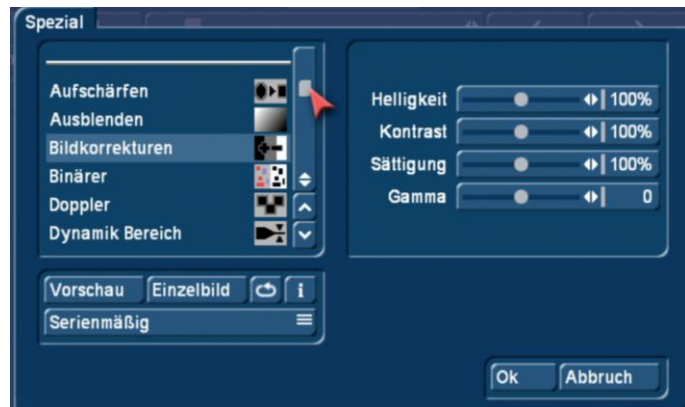 Spezial
Aufschärfen
Ausblenden
Bildkorrekturen
Binärer
Doppler
Dynamik Bereich
Vorschau Einzelbild i
Serienmäßig
Helligkeit 100%
Kontrast 100%
Sättigung 100%
Gamma 0
Ok Abbruch